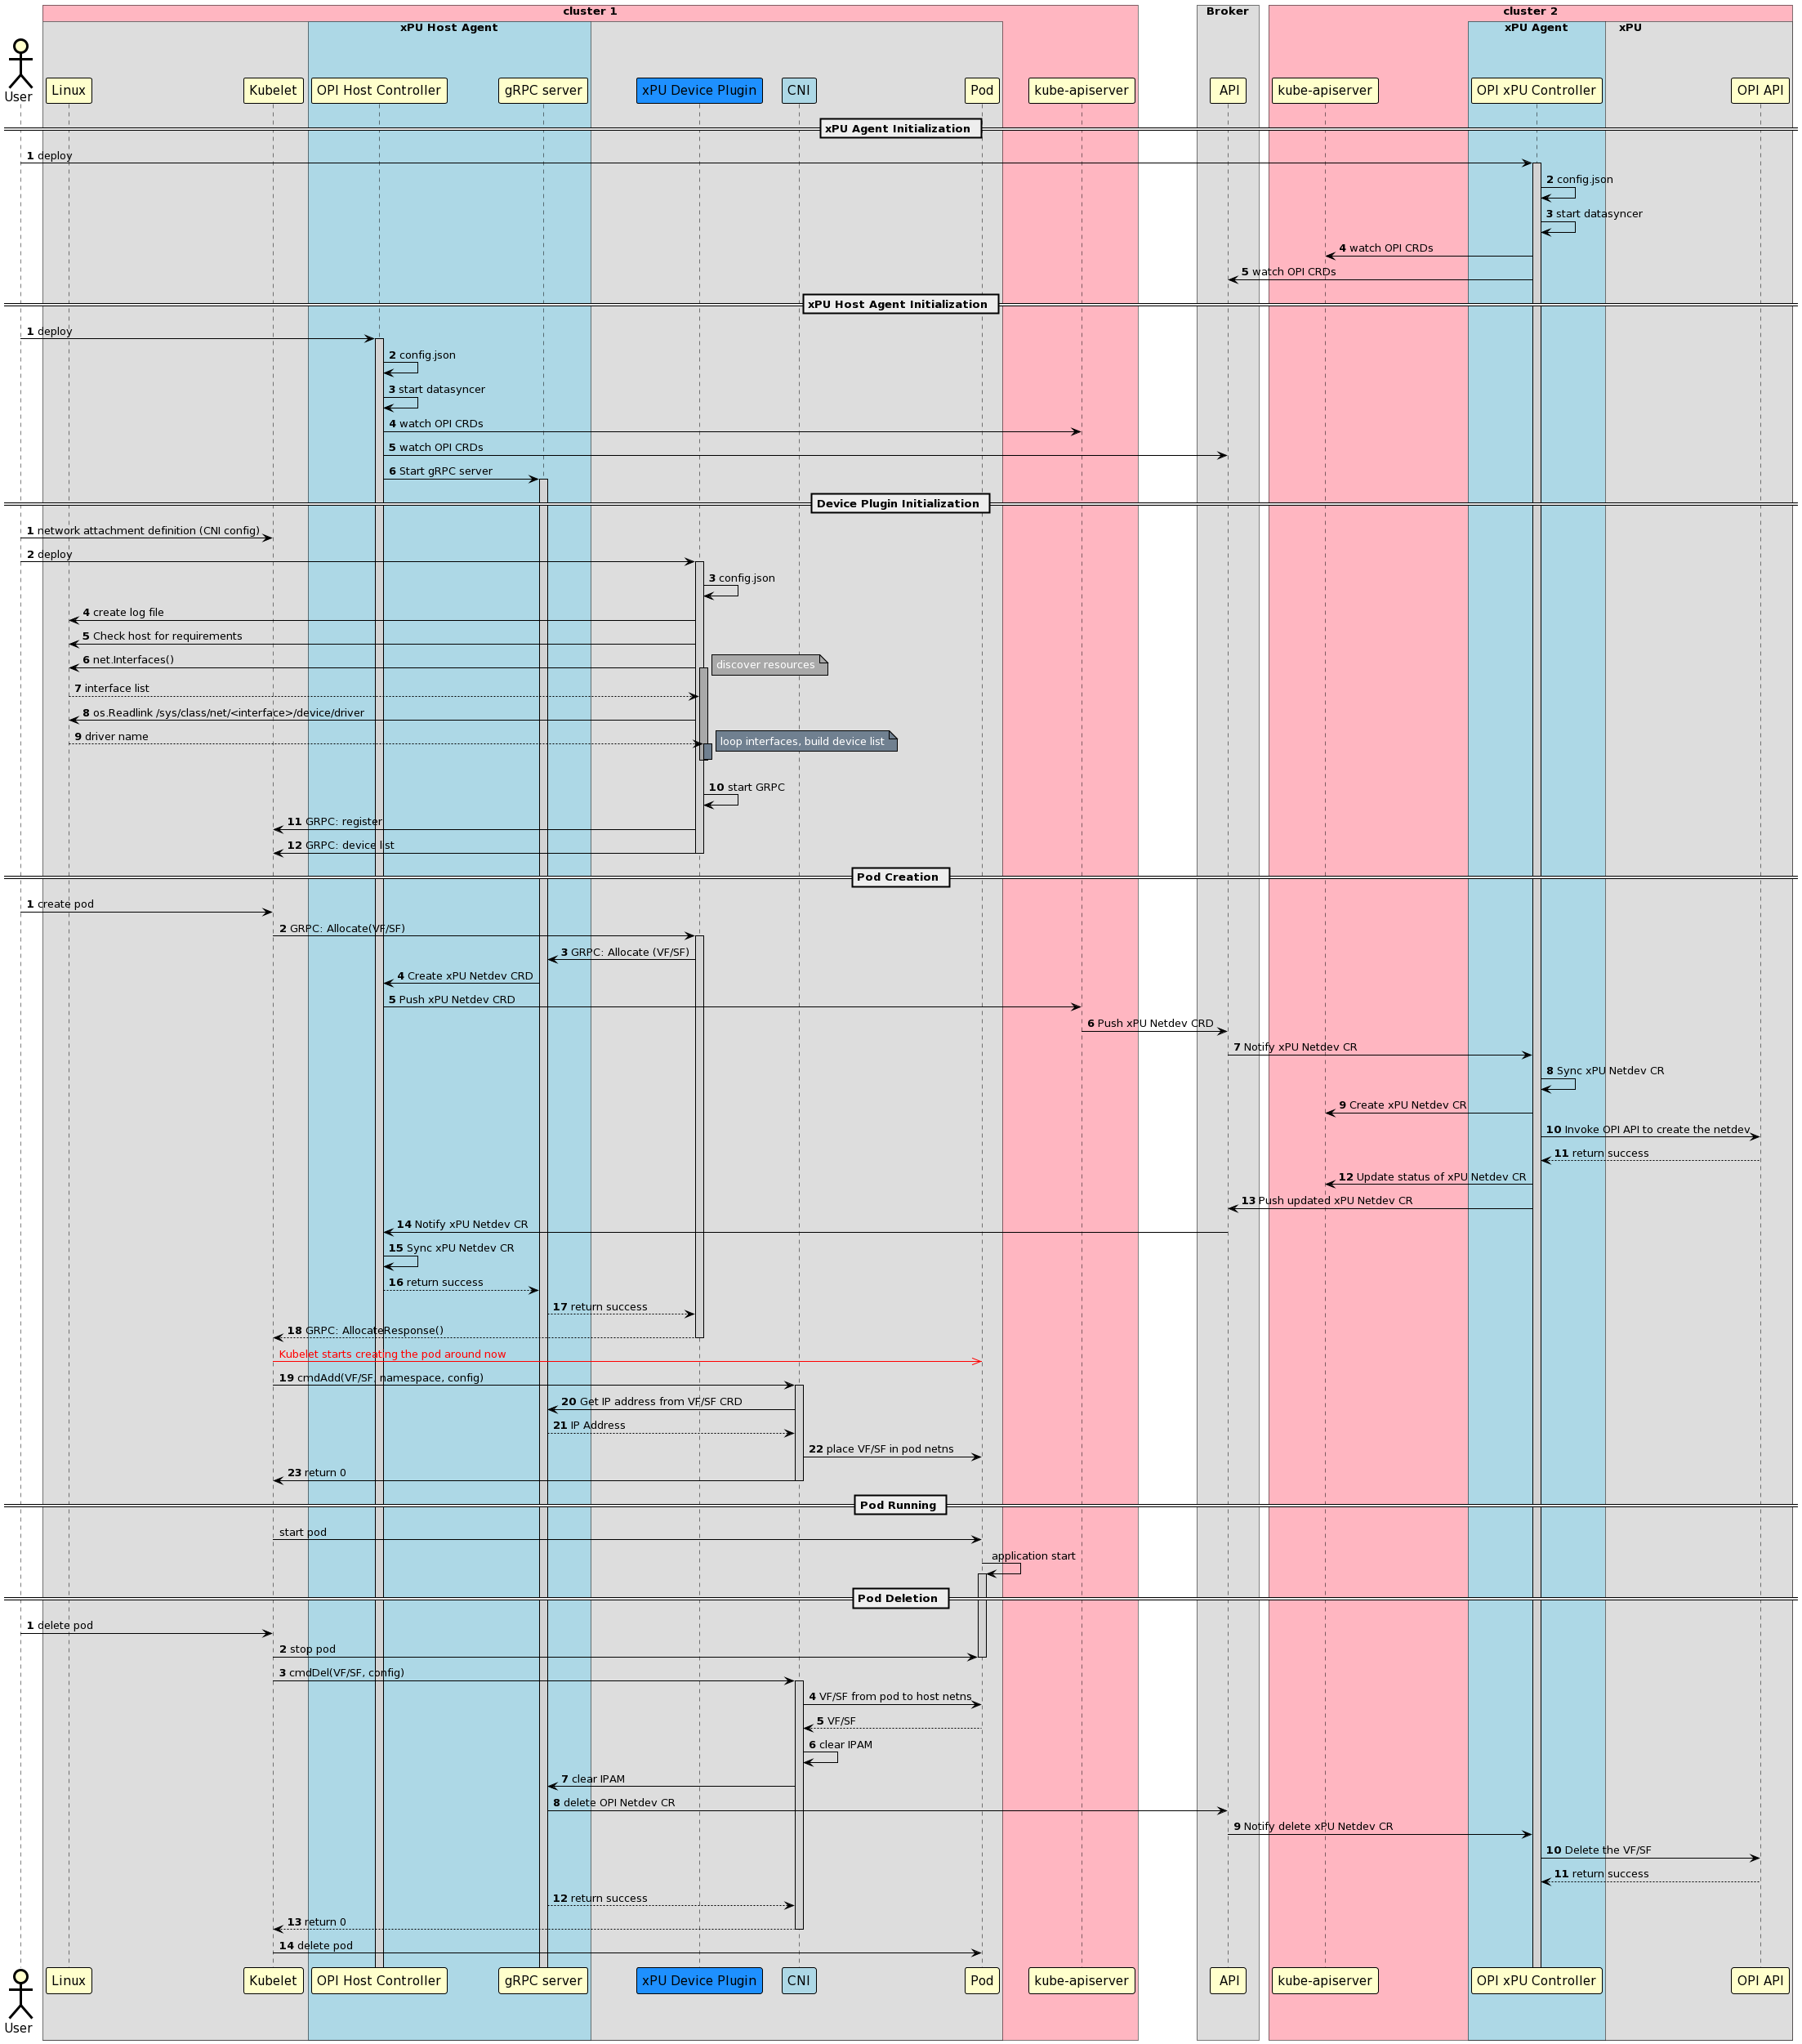 cluster 1
Broker
cluster 2
xPU Host Agent
xPU Agent
xPU
User
Linux
Kubelet
OPI Host Controller
gRPC server
xPU Device Plugin
CNI
Pod
kube-apiserver
API
kube-apiserver
OPI xPU Controller
OPI API
xPU Agent Initialization
1 deploy
2 config.json
3 start datasyncer
4 watch OPI CRDs
5 watch OPI CRDs
xPU Host Agent Initialization
1 deploy
2 config.json
3 start datasyncer
4 watch OPI CRDs
5 watch OPI CRDs
6 Start gRPC server
Device Plugin Initialization
1 network attachment definition (CNI config)
2 deploy
3 config.json
4 create log file
5 Check host for requirements
6 net.Interfaces()
discover resources
7 interface list
8 os.Readlink /sys/class/net/<interface>/device/driver
9 driver name
loop interfaces, build device list
10 start GRPC
11 GRPC: register
12 GRPC: device list
Pod Creation
1 create pod
2 GRPC: Allocate(VF/SF)
3 GRPC: Allocate (VF/SF)
4 Create xPU Netdev CRD
5 Push xPU Netdev CRD
6 Push xPU Netdev CRD
7 Notify xPU Netdev CR
8 Sync xPU Netdev CR
9 Create xPU Netdev CR
10 Invoke OPI API to create the netdev
11 return success
12 Update status of xPU Netdev CR
13 Push updated xPU Netdev CR
14 Notify xPU Netdev CR
15 Sync xPU Netdev CR
16 return success
17 return success
18 GRPC: AllocateResponse()
Kubelet starts creating the pod around now
19 cmdAdd(VF/SF, namespace, config)
20 Get IP address from VF/SF CRD
21 IP Address
22 place VF/SF in pod netns
23 return 0
Pod Running
start pod
application start
Pod Deletion
1 delete pod
2 stop pod
3 cmdDel(VF/SF, config)
4 VF/SF from pod to host netns
5 VF/SF
6 clear IPAM
7 clear IPAM
8 delete OPI Netdev CR
9 Notify delete xPU Netdev CR
10 Delete the VF/SF
11 return success
12 return success
13 return 0
14 delete pod
User
Linux
Kubelet
OPI Host Controller
gRPC server
xPU Device Plugin
CNI
Pod
kube-apiserver
API
kube-apiserver
OPI xPU Controller
OPI API